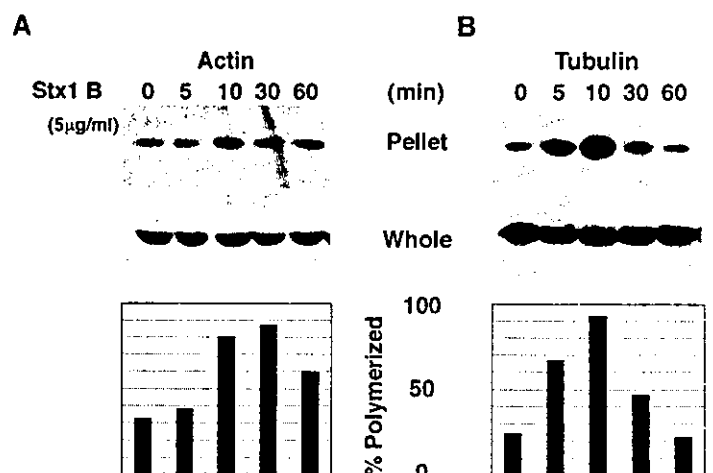 A
B
Actin
Tubulin
Stx1 B 0 5 10 30 60 (min) 0 5 10 30 60
(5μg/ml)
Pellet
Whole
100
50
0
% Polymerized